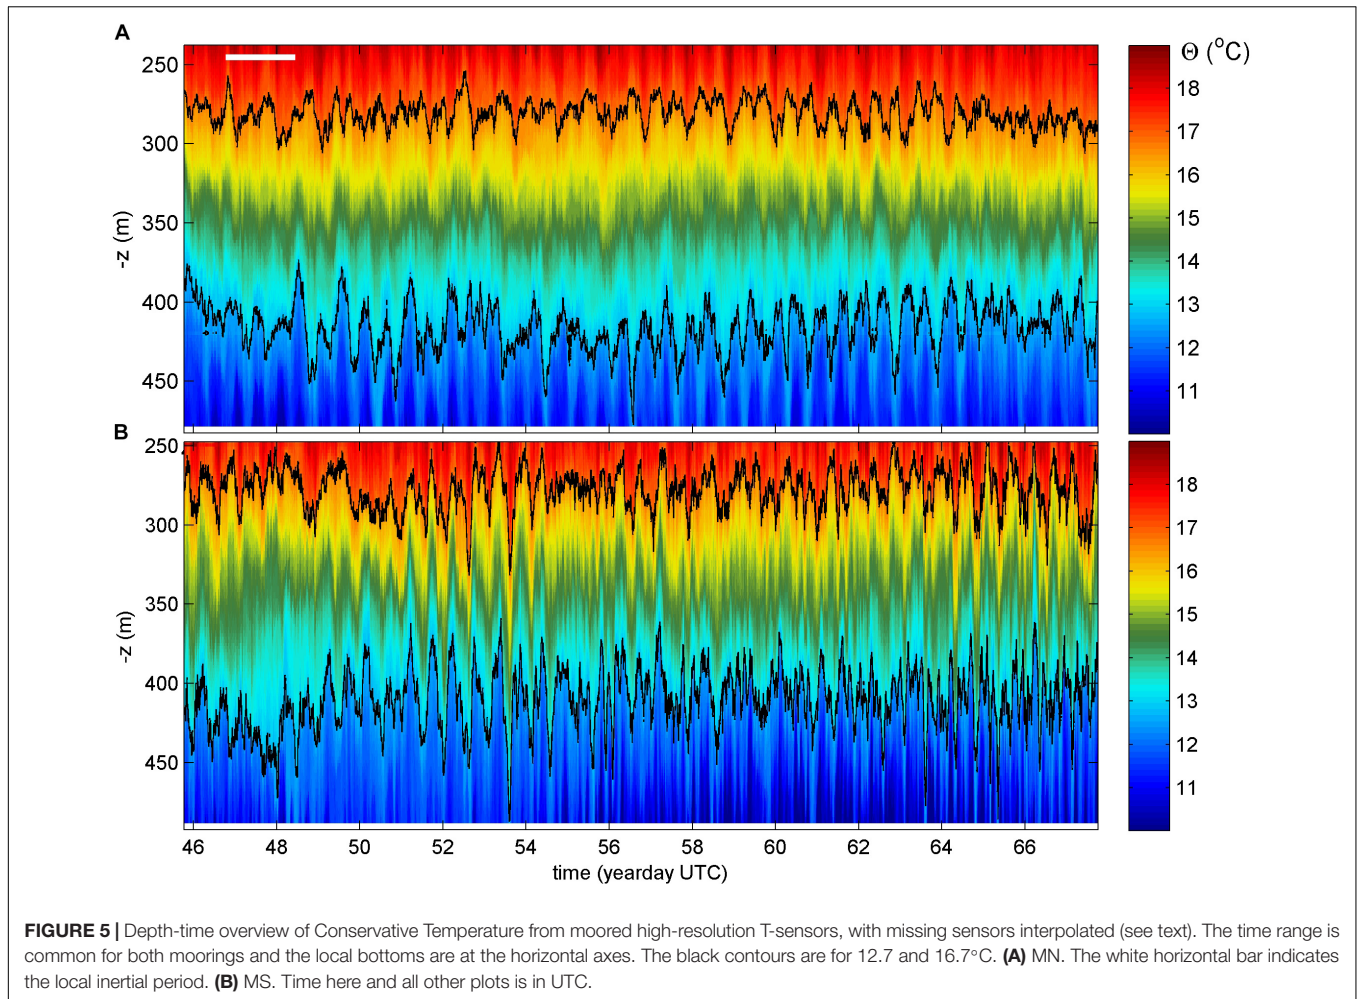 A
Θ (°C)
250
300
350
400
450
-z (m)
18
17
16
15
14
13
12
11
B
250
300
350
400
450
-z (m)
18
17
16
15
14
13
12
11
46 48 50 52 54 56 58 60 62 64 66
time (yearday UTC)
FIGURE 5 | Depth-time overview of Conservative Temperature from moored high-resolution T-sensors, with missing sensors interpolated (see text). The time range is
common for both moorings and the local bottoms are at the horizontal axes. The black contours are for 12.7 and 16.7°C. (A) MN. The white horizontal bar indicates
the local inertial period. (B) MS. Time here and all other plots is in UTC.